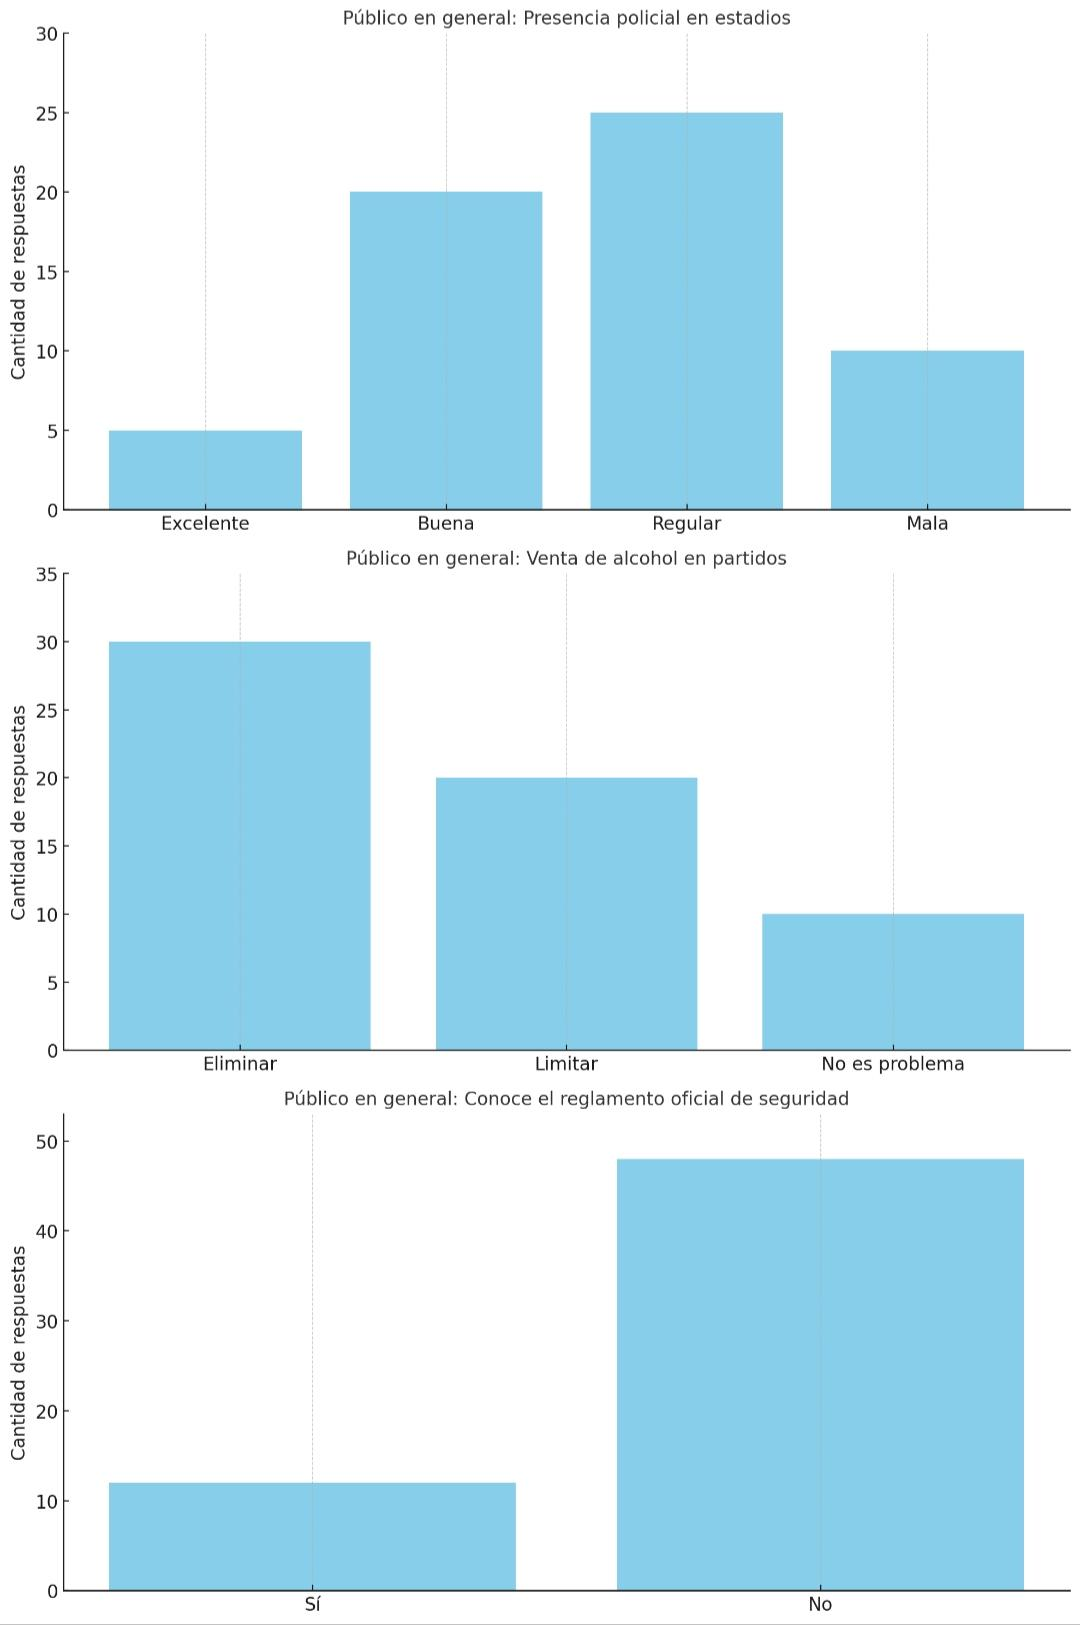 Público en general: Presencia policial en estadios
30
25
20
15
10
5
0
Cantidad de respuestas
Excelente Buena Regular Mala
Público en general: Venta de alcohol en partidos
35
30
25
20
15
10
5
0
Cantidad de respuestas
Eliminar Limitar No es problema
Público en general: Conoce el reglamento oficial de seguridad
50
40
30
20
10
0
Cantidad de respuestas
Sí No